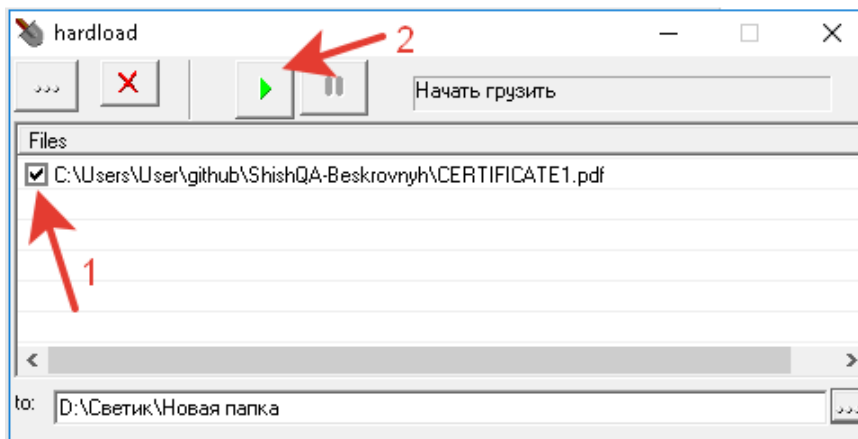 hardload
2
...
Начать грузить
Files
C:\Users\User\github\ShishQA-Beskrovnyh\CERTIFICATE1.pdf
1
to:
D:\Светик\Новая папка
...